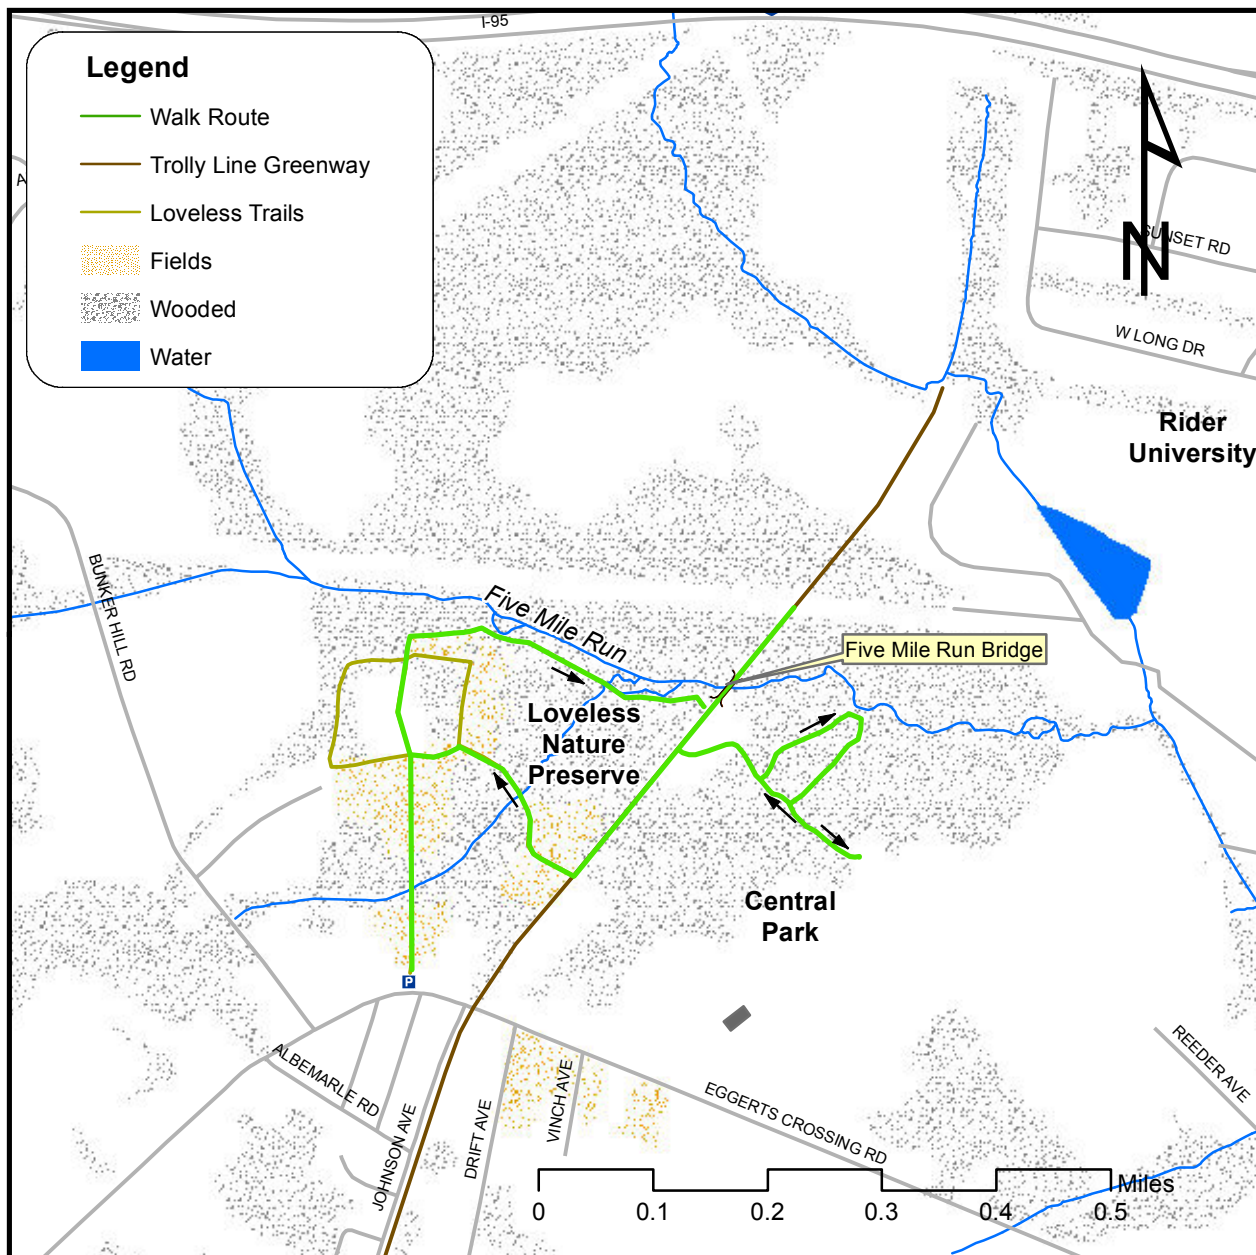 I-95
Legend
Walk Route
Trolly Line Greenway
Loveless Trails
Fields
Wooded
Water
A
N
SUNSET RD
W LONG DR
Rider
University
BUNKER HILL RD
Five Mile Run
Five Mile Run Bridge
Loveless
Nature
Preserve
Central
Park
P
ALBEMARLE RD
JOHNSON AVE
DRIFT AVE
VINCH AVE
EGGERTS CROSSING RD
REEDER AVE
Miles
0 0.1 0.2 0.3 0.4 0.5